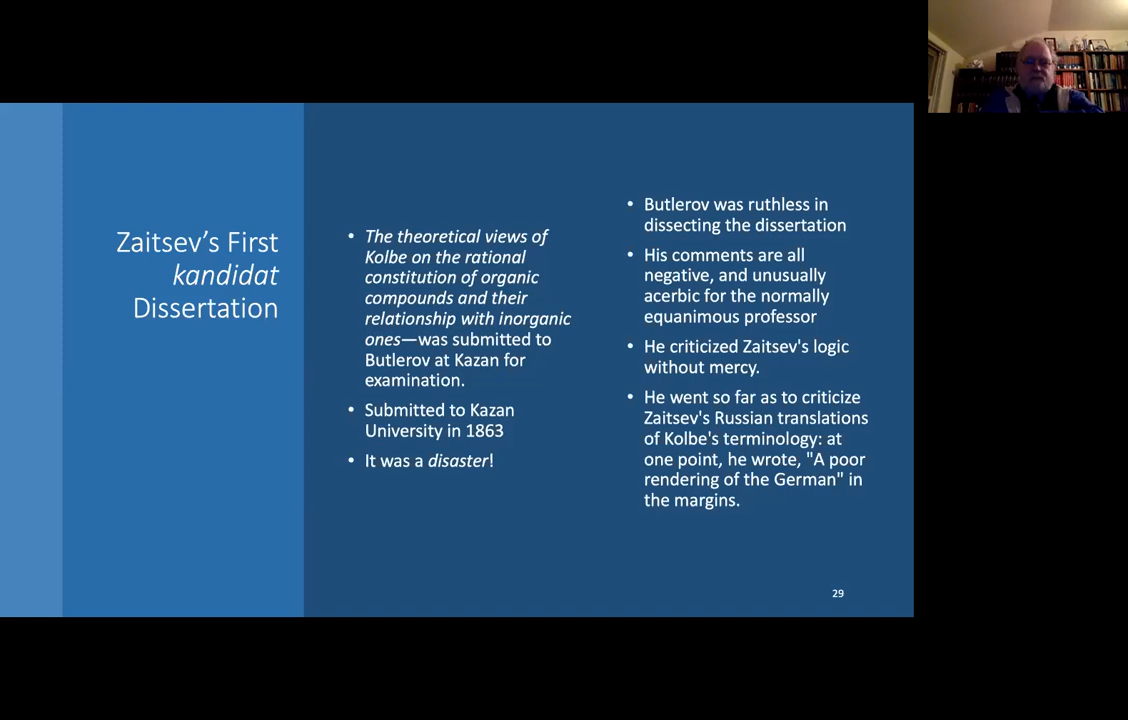 Zaitsev’s First
kandidat
Dissertation
• The theoretical views of
Kolbe on the rational
constitution of organic
compounds and their
relationship with inorganic
ones—was submitted to
Butlerov at Kazan for
examination.
• Submitted to Kazan
University in 1863
• It was a disaster!
• Butlerov was ruthless in
dissecting the dissertation
• His comments are all
negative, and unusually
acerbic for the normally
equanimous professor
• He criticized Zaitsev's logic
without mercy.
• He went so far as to criticize
Zaitsev's Russian translations
of Kolbe's terminology: at
one point, he wrote, "A poor
rendering of the German" in
the margins.
29